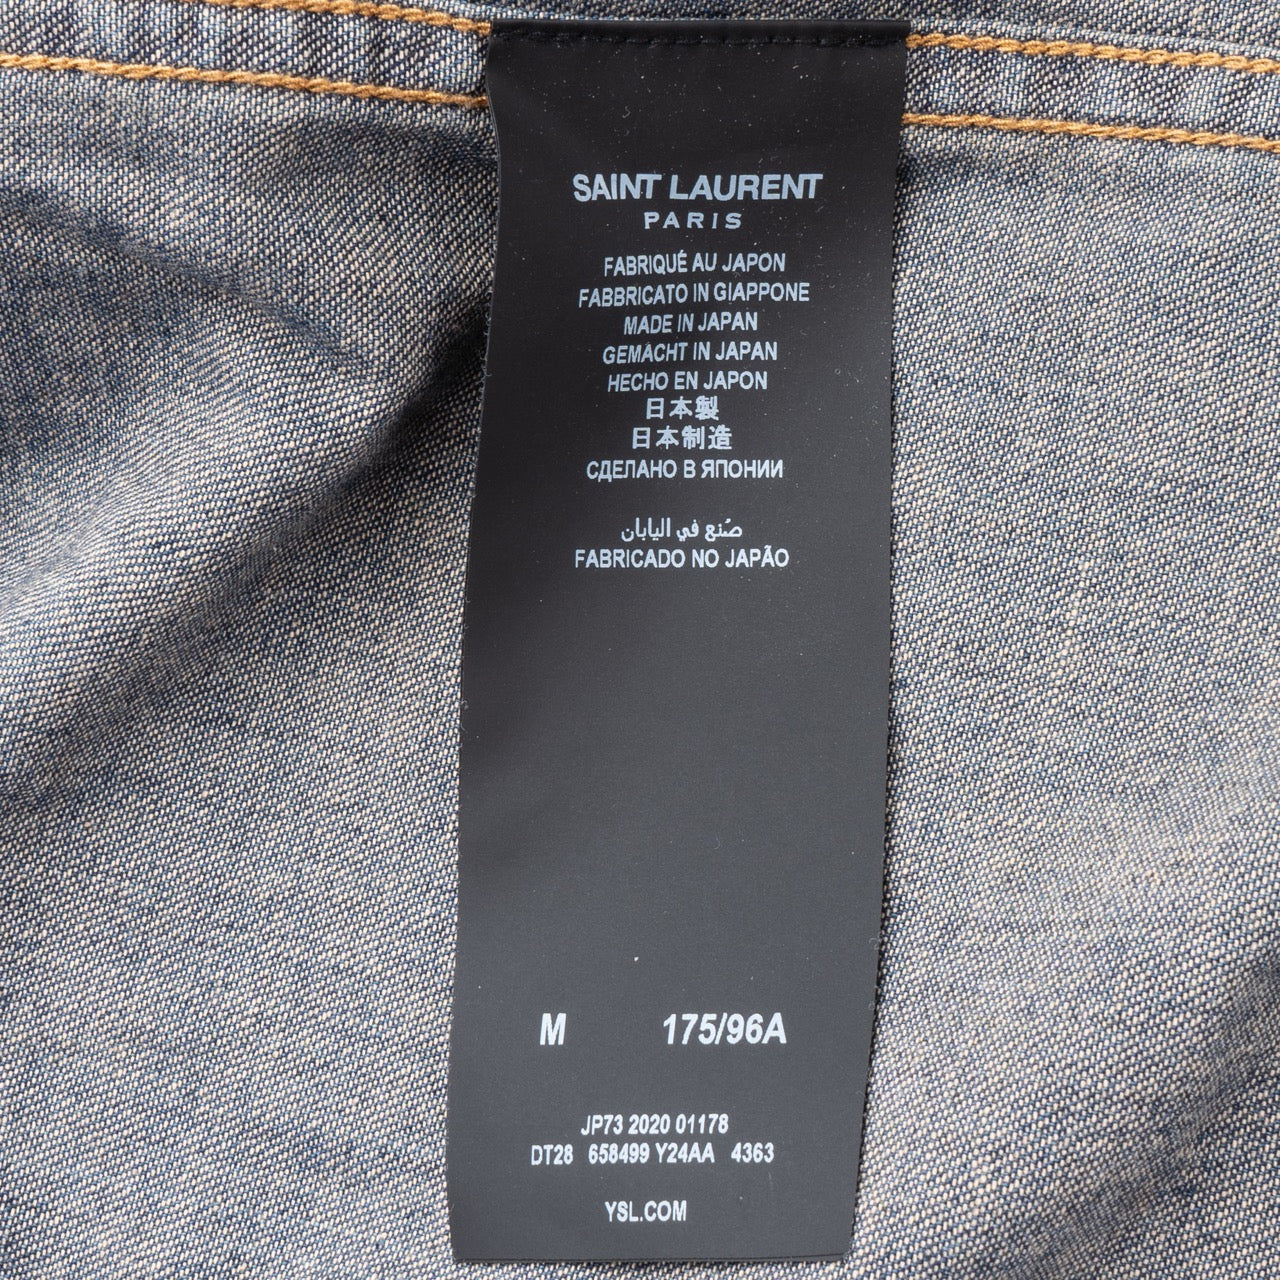 SAINT LAURENT
PARIS
FABRIQUÉ AU JAPON
FABBRICATO IN GIAPPONE
MADE IN JAPAN
GEMACHT IN JAPAN
HECHO EN JAPON
日本製
日本制造
СДЕЛАНО В ЯПОНИИ
صُنع في اليابان
FABRICADO NO JAPÃO
M 175/96A
JP73 2020 01178
DT28 658499 Y24AA 4363
YSL.COM